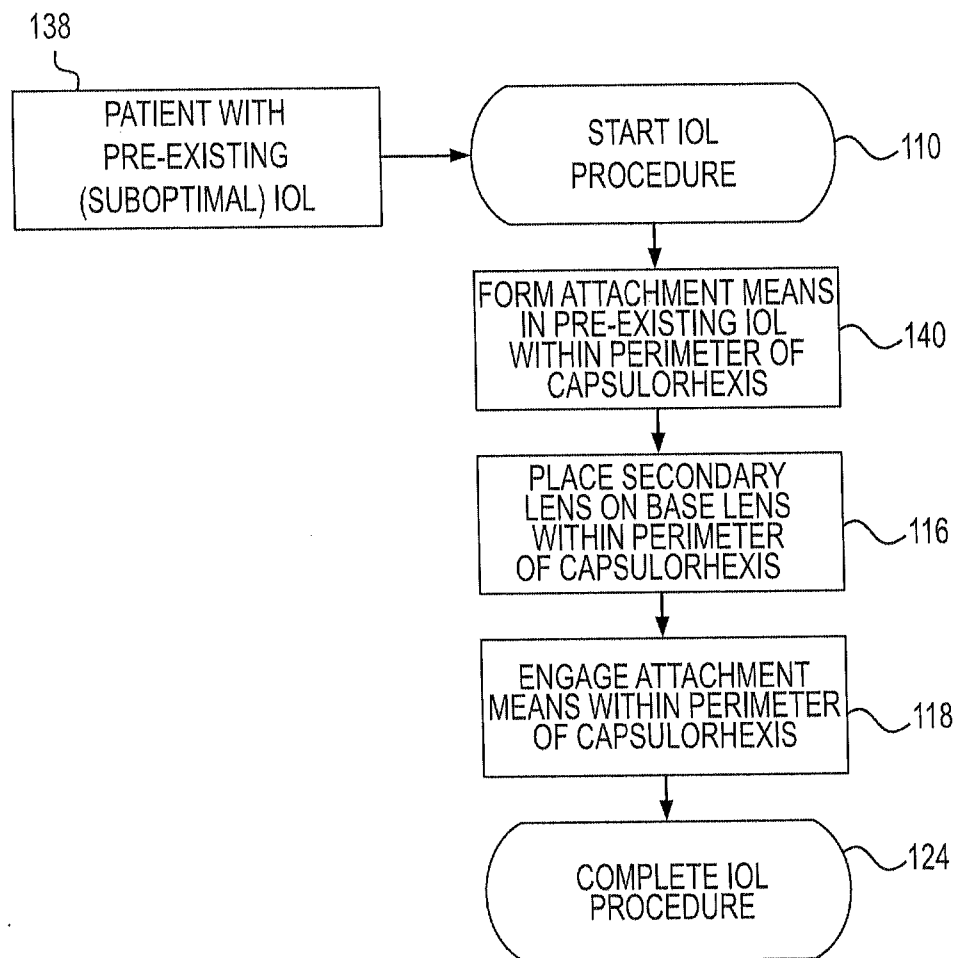 138
PATIENT WITH
PRE-EXISTING
(SUBOPTIMAL) IOL
START IOL
PROCEDURE
110
FORM ATTACHMENT MEANS
IN PRE-EXISTING IOL
WITHIN PERIMETER OF
CAPSULORHEXIS
140
PLACE SECONDARY
LENS ON BASE LENS
WITHIN PERIMETER
OF CAPSULORHEXIS
116
ENGAGE ATTACHMENT
MEANS WITHIN PERIMETER
OF CAPSULORHEXIS
118
COMPLETE IOL
PROCEDURE
124